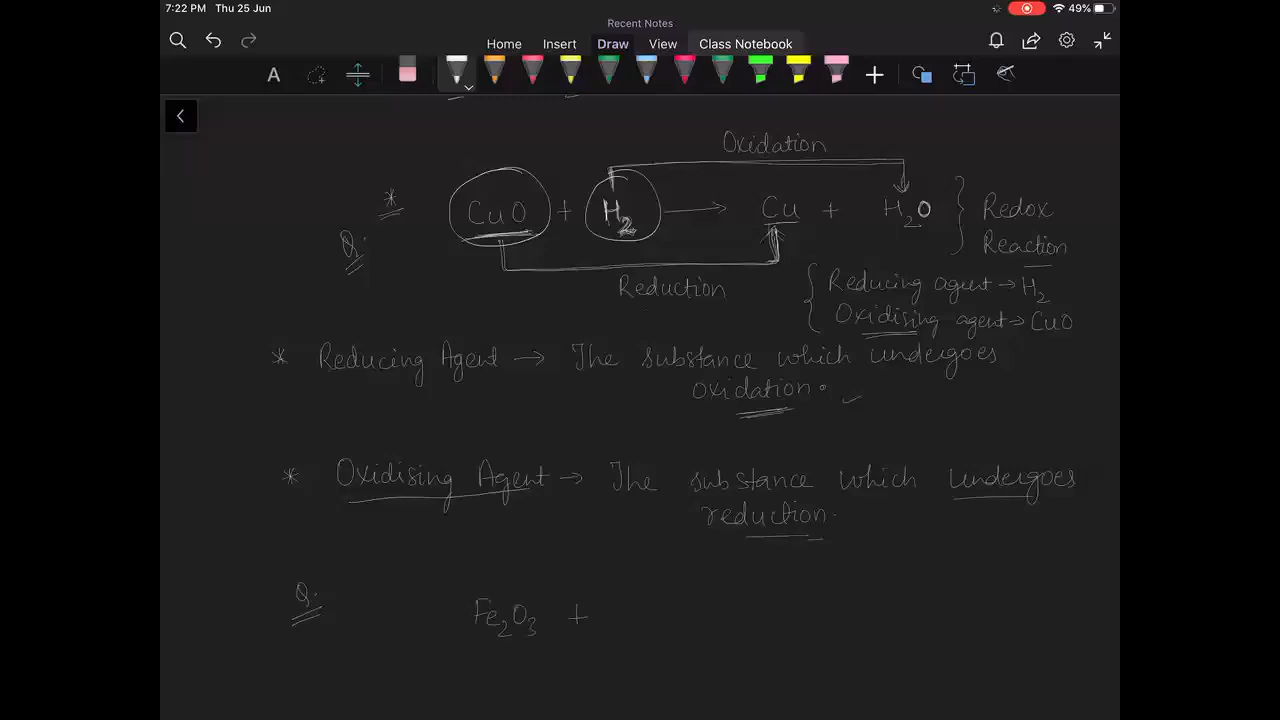 7:22 PM Thu 25 Jun
49%
Recent Notes
Home Insert Draw View Class Notebook
A
Oxidation
* CuO + H₂ → Cu + H₂O } Redox
Q. Reaction
Reduction
{ Reducing agent → H₂
Oxidising agent → CuO
* Reducing Agent → The substance which undergoes
oxidation.
* Oxidising Agent → The substance which undergoes
reduction.
Q. Fe₂O₃ +